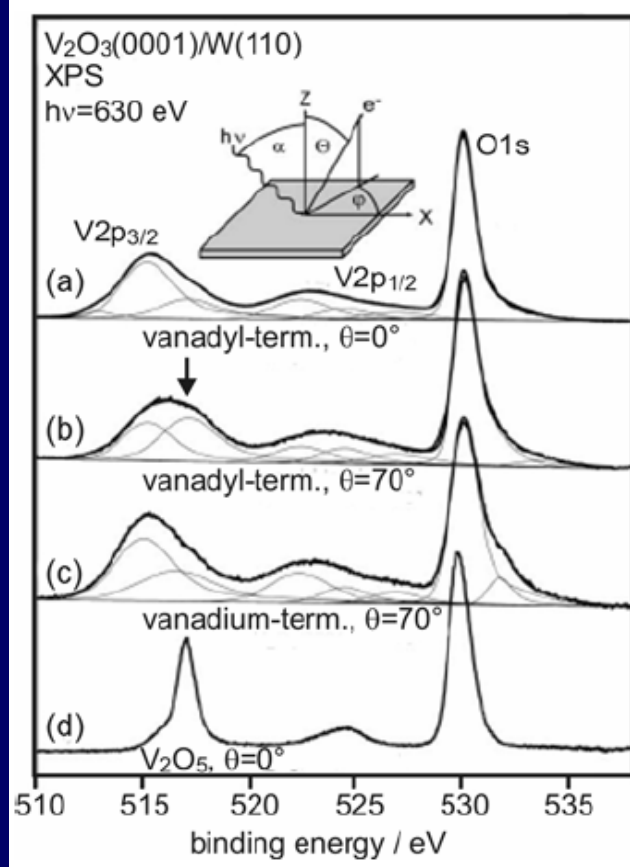 V₂O₃(0001)/W(110)
XPS
hν=630 eV
Z
e⁻
hν
α
Θ
φ
X
O1s
V2p₃/₂
V2p₁/₂
(a)
vanadyl-term., θ=0°
(b)
vanadyl-term., θ=70°
(c)
vanadium-term., θ=70°
(d)
V₂O₅, θ=0°
510 515 520 525 530 535
binding energy / eV